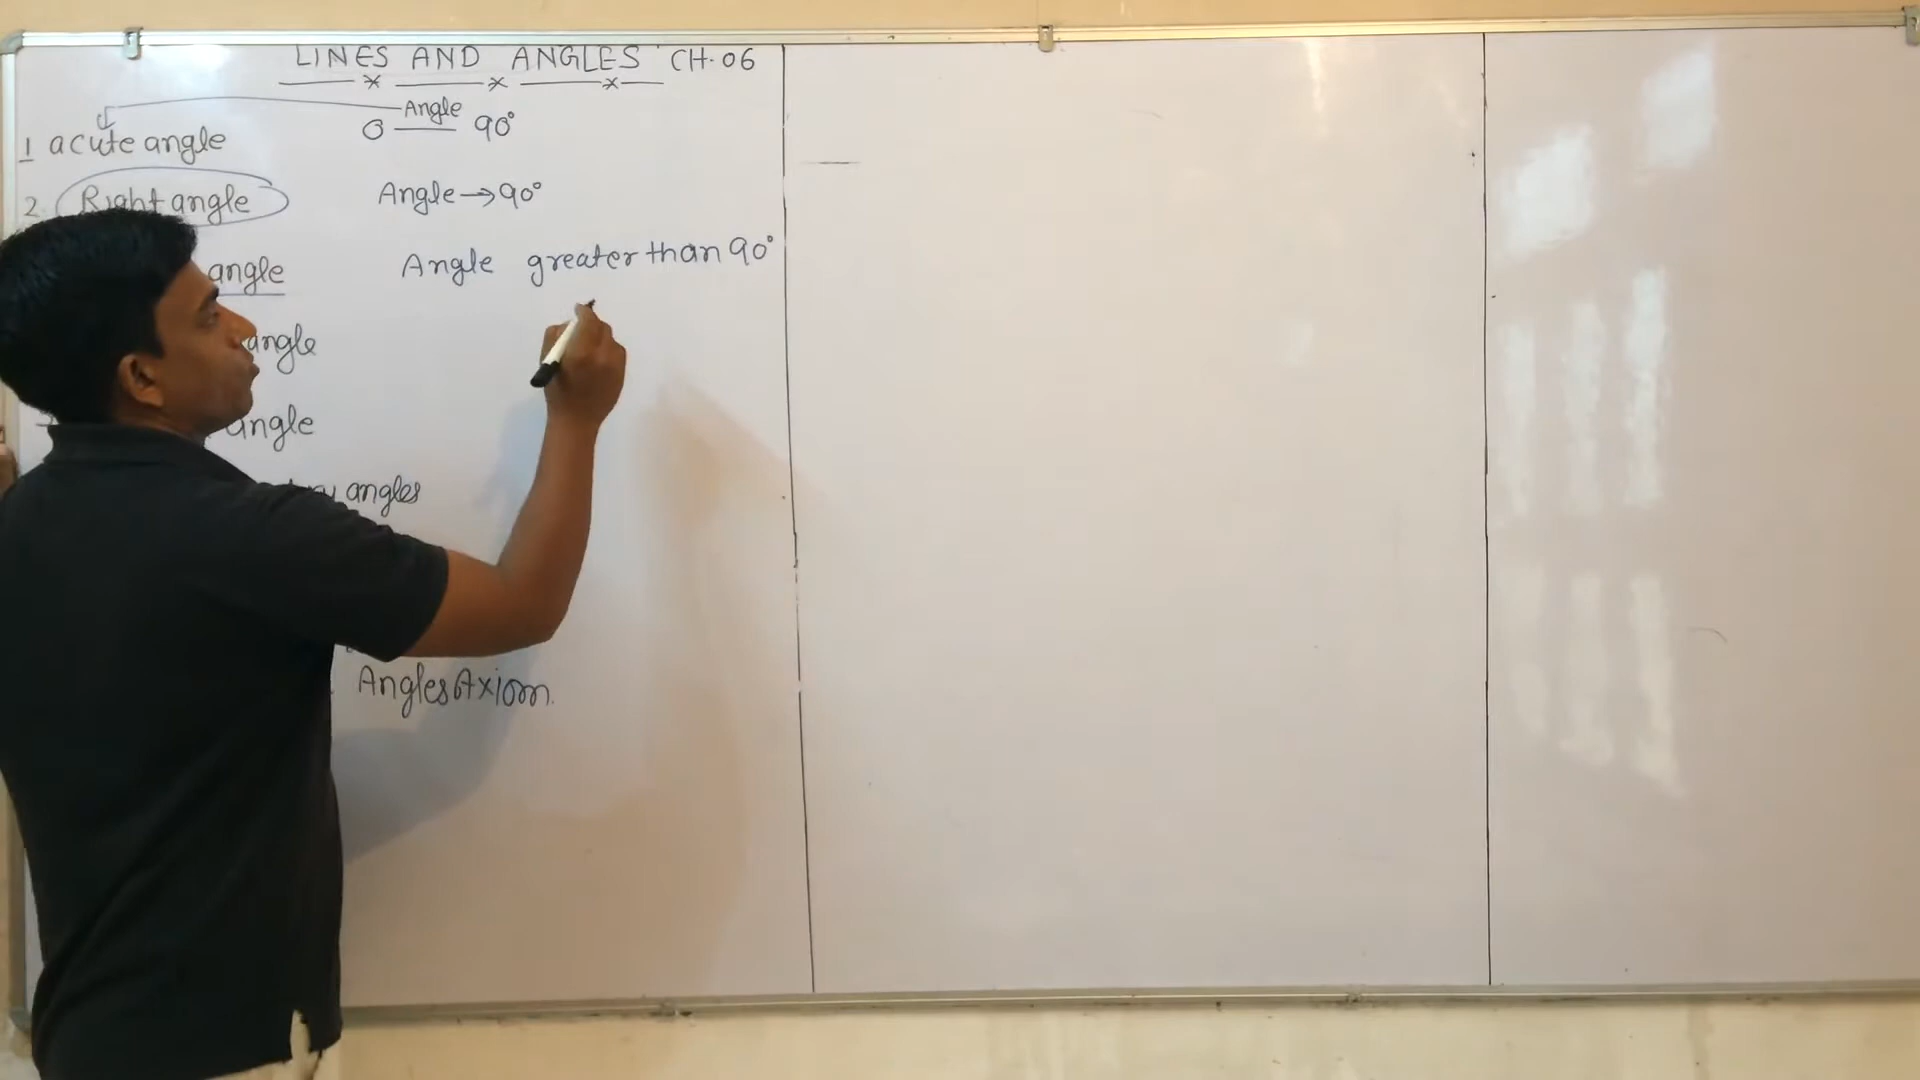 LINES AND ANGLES CH.06
Angle
1 acute angle 0 — 90°
2. Right angle Angle → 90°
angle Angle greater than 90°
angle
angle
angles
Angles Axiom.